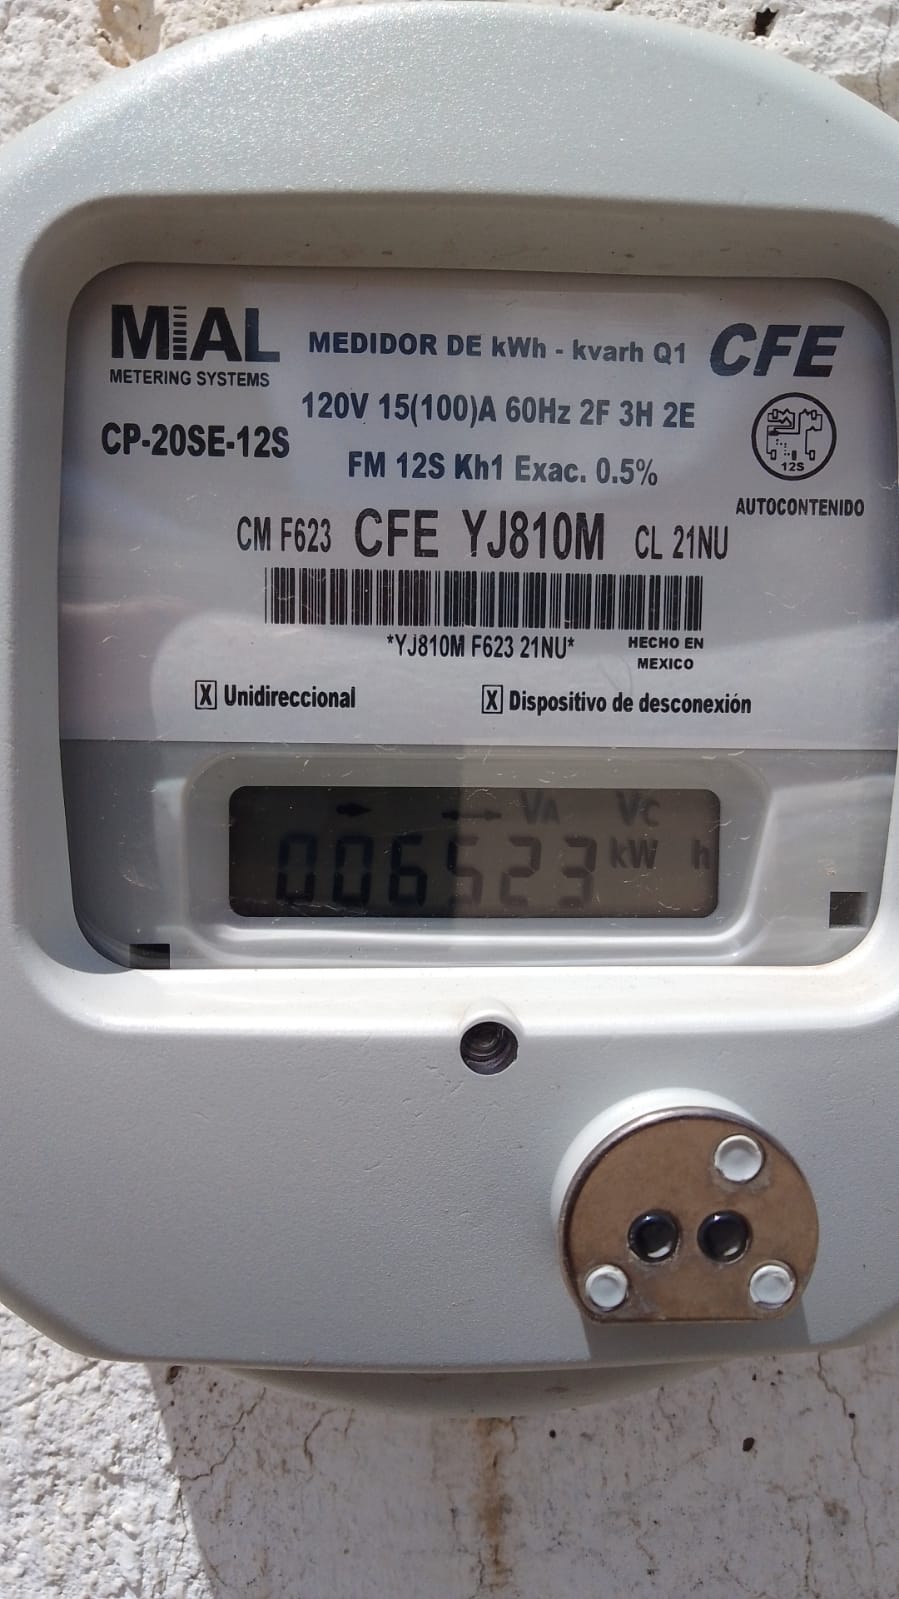 MIAL
METERING SYSTEMS
MEDIDOR DE kWh - kvarh Q1
CFE
120V 15(100)A 60Hz 2F 3H 2E
CP-20SE-12S
FM 12S Kh1 Exac. 0.5%
12S
AUTOCONTENIDO
CM F623 CFE YJ810M CL 21NU
*YJ810M F623 21NU*
HECHO EN
MEXICO
X Unidireccional
X Dispositivo de desconexión
VA VC
006523 kW h